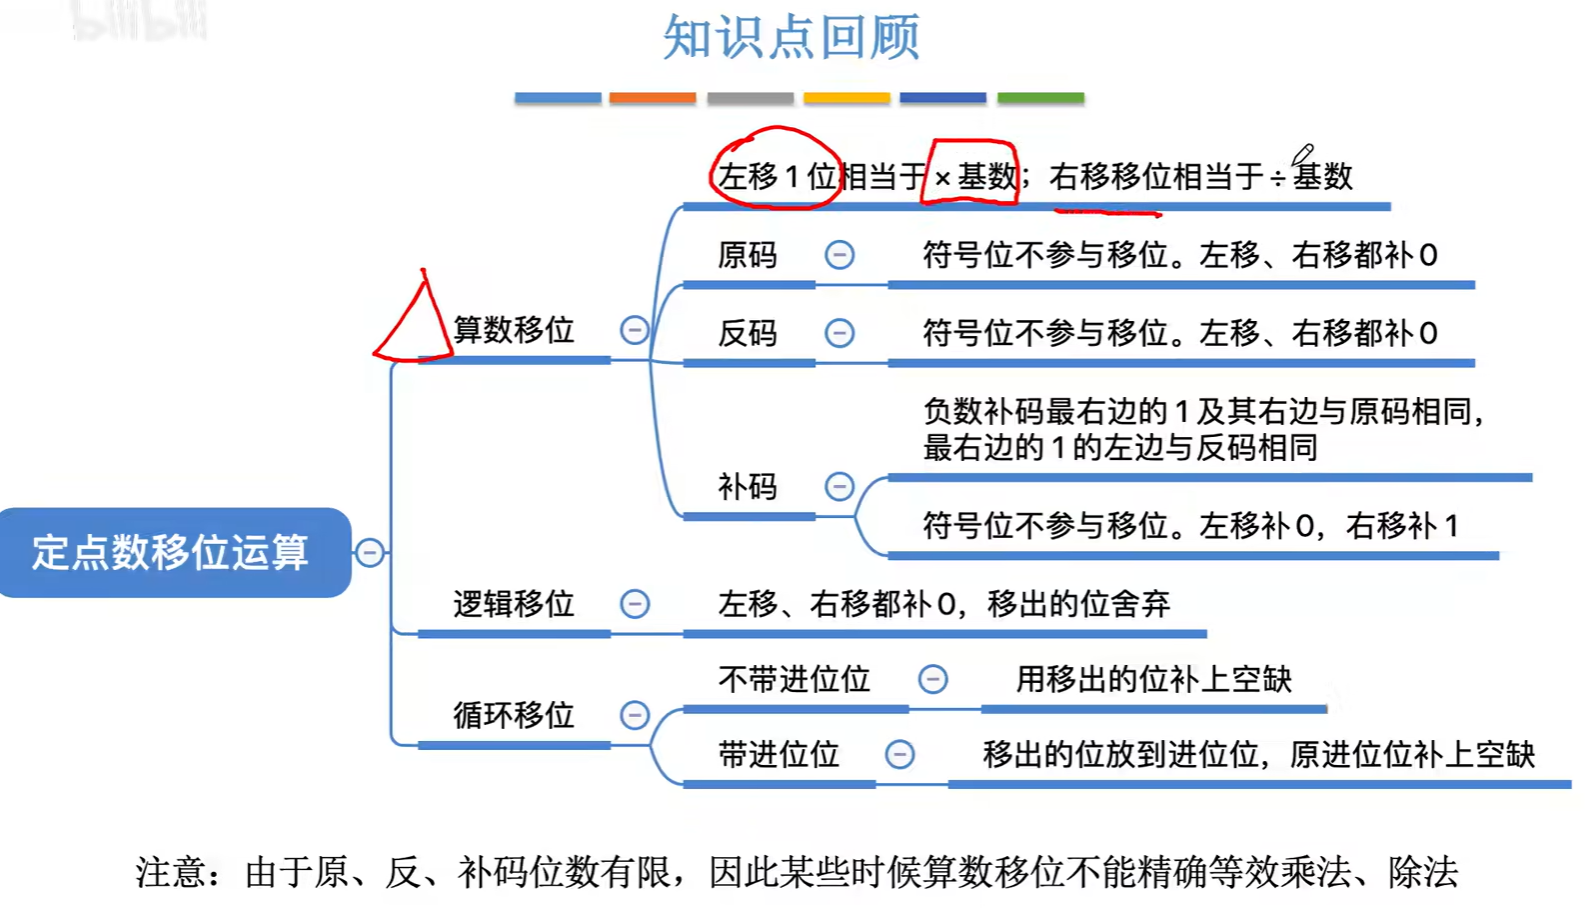 bilibili
知识点回顾
左移1位相当于×基数；右移移位相当于÷基数
原码
符号位不参与移位。左移、右移都补0
算数移位
反码
符号位不参与移位。左移、右移都补0
负数补码最右边的1及其右边与原码相同，
最右边的1的左边与反码相同
补码
符号位不参与移位。左移补0，右移补1
定点数移位运算
逻辑移位
左移、右移都补0，移出的位舍弃
不带进位位
用移出的位补上空缺
循环移位
带进位位
移出的位放到进位位，原进位位补上空缺
注意：由于原、反、补码位数有限，因此某些时候算数移位不能精确等效乘法、除法